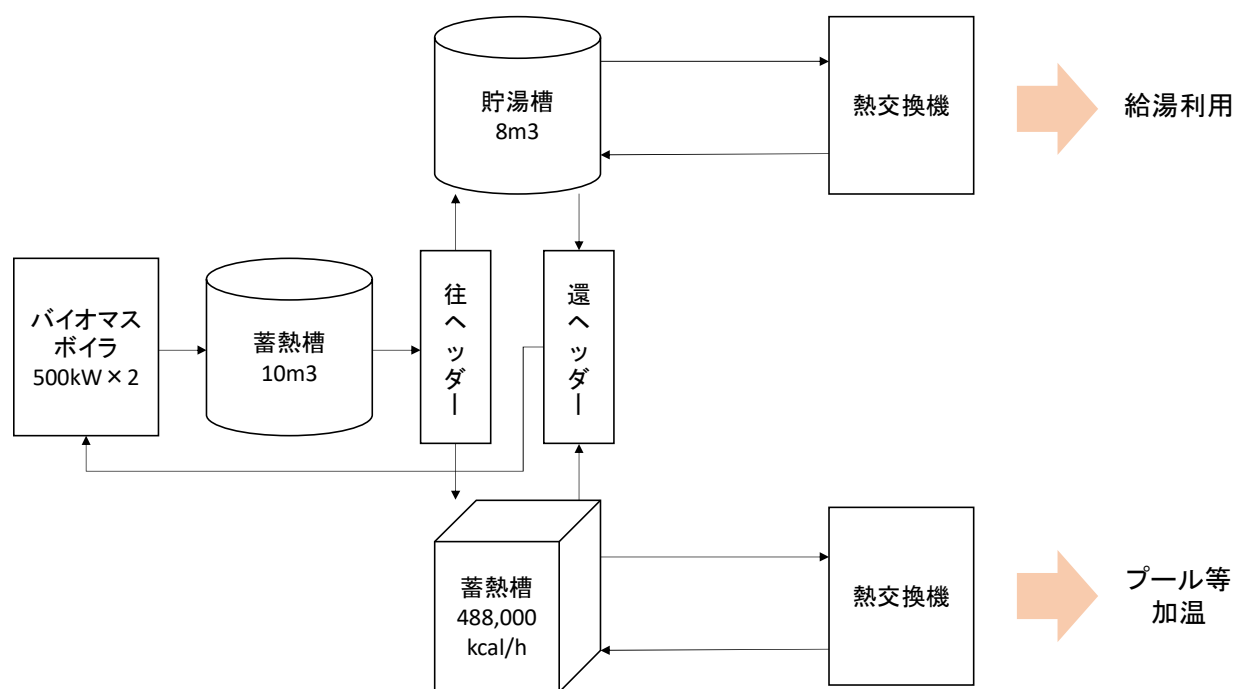 貯湯槽
8m3
熱交換機
給湯利用
バイオマス
ボイラ
500kW×2
蓄熱槽
10m3
往ヘッダー
還ヘッダー
蓄熱槽
488,000
kcal/h
熱交換機
プール等
加温